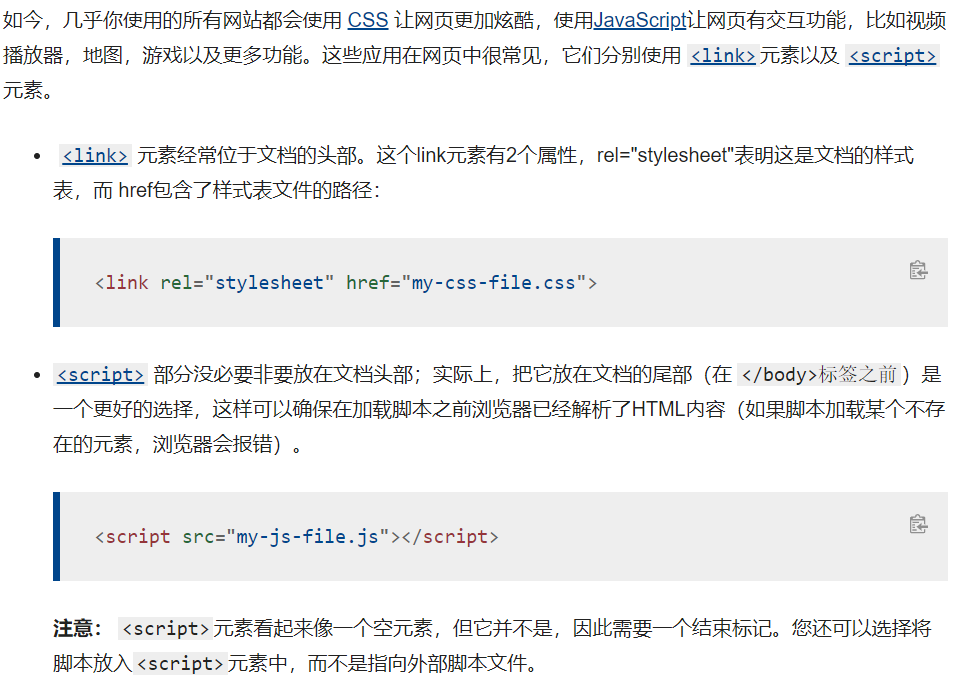 如今，几乎你使用的所有网站都会使用 CSS 让网页更加炫酷，使用JavaScript让网页有交互功能，比如视频
播放器，地图，游戏以及更多功能。这些应用在网页中很常见，它们分别使用 <link>元素以及 <script>
元素。
• <link> 元素经常位于文档的头部。这个link元素有2个属性，rel="stylesheet"表明这是文档的样式
表，而 href包含了样式表文件的路径：
<link rel="stylesheet" href="my-css-file.css">
• <script> 部分没必要非要放在文档头部；实际上，把它放在文档的尾部（在 </body>标签之前 ）是
一个更好的选择，这样可以确保在加载脚本之前浏览器已经解析了HTML内容（如果脚本加载某个不存
在的元素，浏览器会报错）。
<script src="my-js-file.js"></script>
注意： <script>元素看起来像一个空元素，但它并不是，因此需要一个结束标记。您还可以选择将
脚本放入<script>元素中，而不是指向外部脚本文件。